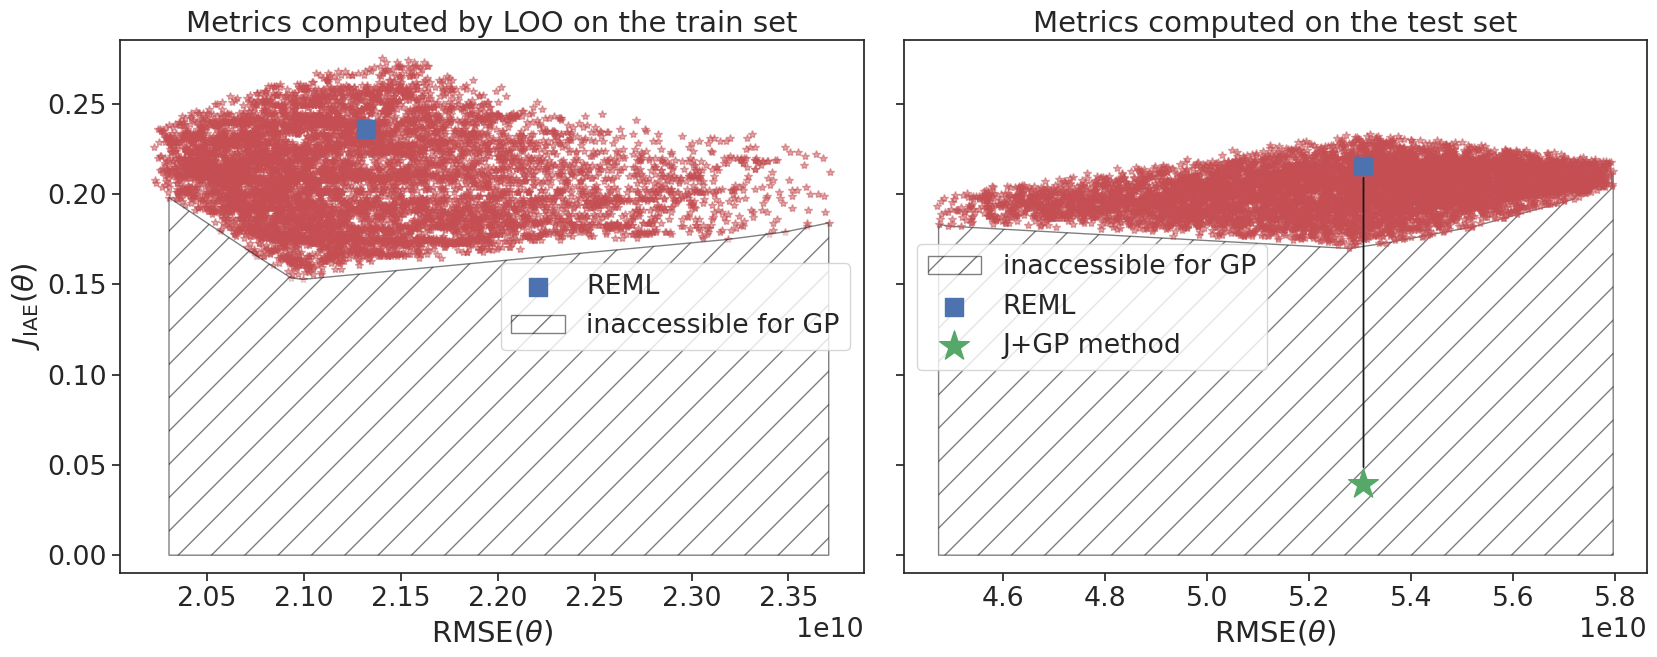 Metrics computed by LOO on the train set
J_IAE(θ)
0.25
0.20
0.15
0.10
0.05
0.00
REML
inaccessible for GP
2.05 2.10 2.15 2.20 2.25 2.30 2.35
1e10
RMSE(θ)
Metrics computed on the test set
inaccessible for GP
REML
J+GP method
4.6 4.8 5.0 5.2 5.4 5.6 5.8
1e10
RMSE(θ)